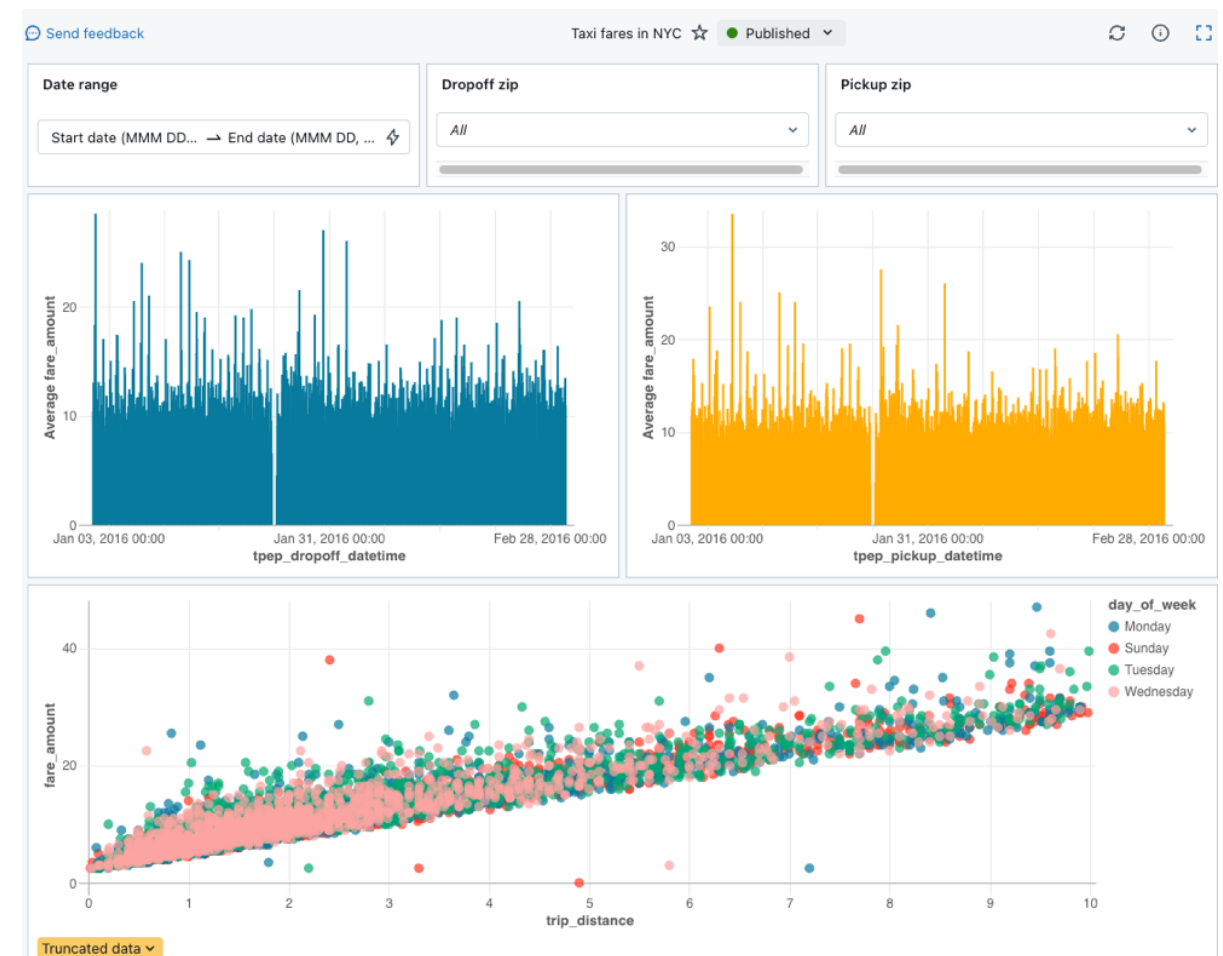 Send feedback
Taxi fares in NYC
Published
Date range
Dropoff zip
Pickup zip
Start date (MMM DD... → End date (MMM DD, ...
All
All
Average fare_amount
20
10
0
Jan 03, 2016 00:00
Jan 31, 2016 00:00
Feb 28, 2016 00:00
tpep_dropoff_datetime
Average fare_amount
30
20
10
0
Jan 03, 2016 00:00
Jan 31, 2016 00:00
Feb 28, 2016 00:00
tpep_pickup_datetime
fare_amount
40
20
0
0 1 2 3 4 5 6 7 8 9 10
trip_distance
day_of_week
Monday
Sunday
Tuesday
Wednesday
Truncated data